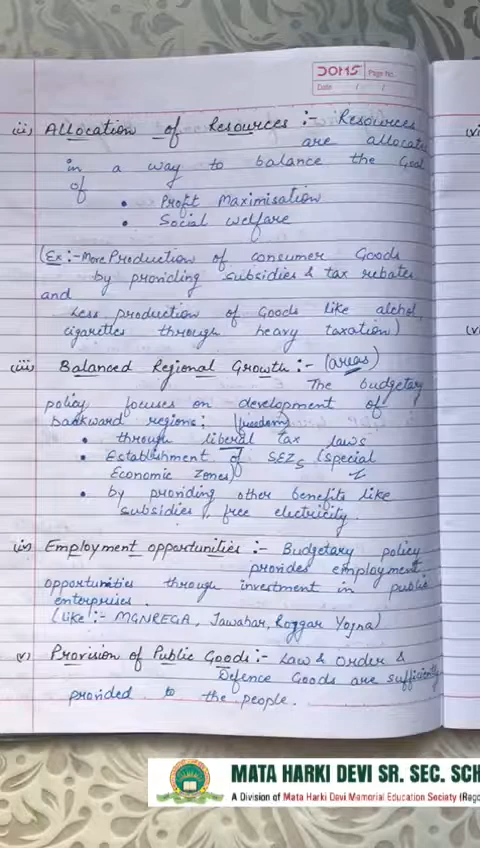 DOMS Page No.
Date / /
(ii) Allocation of Resources :- Resources
are allocate
in a way to balance the Goal
of
• Profit Maximisation
• Social welfare
(Ex :- More Production of consumer Goods
by providing subsidies & tax rebates
and
Less production of Goods like alchol,
cigarettes through heavy taxation)
(iii) Balanced Regional Growth :- (areas)
The budgetary
policy focuses on development of
backward regions; (freedom)
• through liberal tax laws
• Establishment of SEZs (Special
Economic Zones)
• by providing other benefits like
subsidies, free electricity.
(iv) Employment opportunities :- Budgetary policy
provides employment
opportunities through investment in public
enterprises.
(Like :- MGNREGA, Jawahar, Rozgar Yojna)
(v) Provision of Public Goods :- Law & Order &
Defence Goods are sufficiently
provided to the people.
(vi
(v
MATA HARKI DEVI SR. SEC. SCH
A Division of Mata Harki Devi Memorial Education Society (Rego